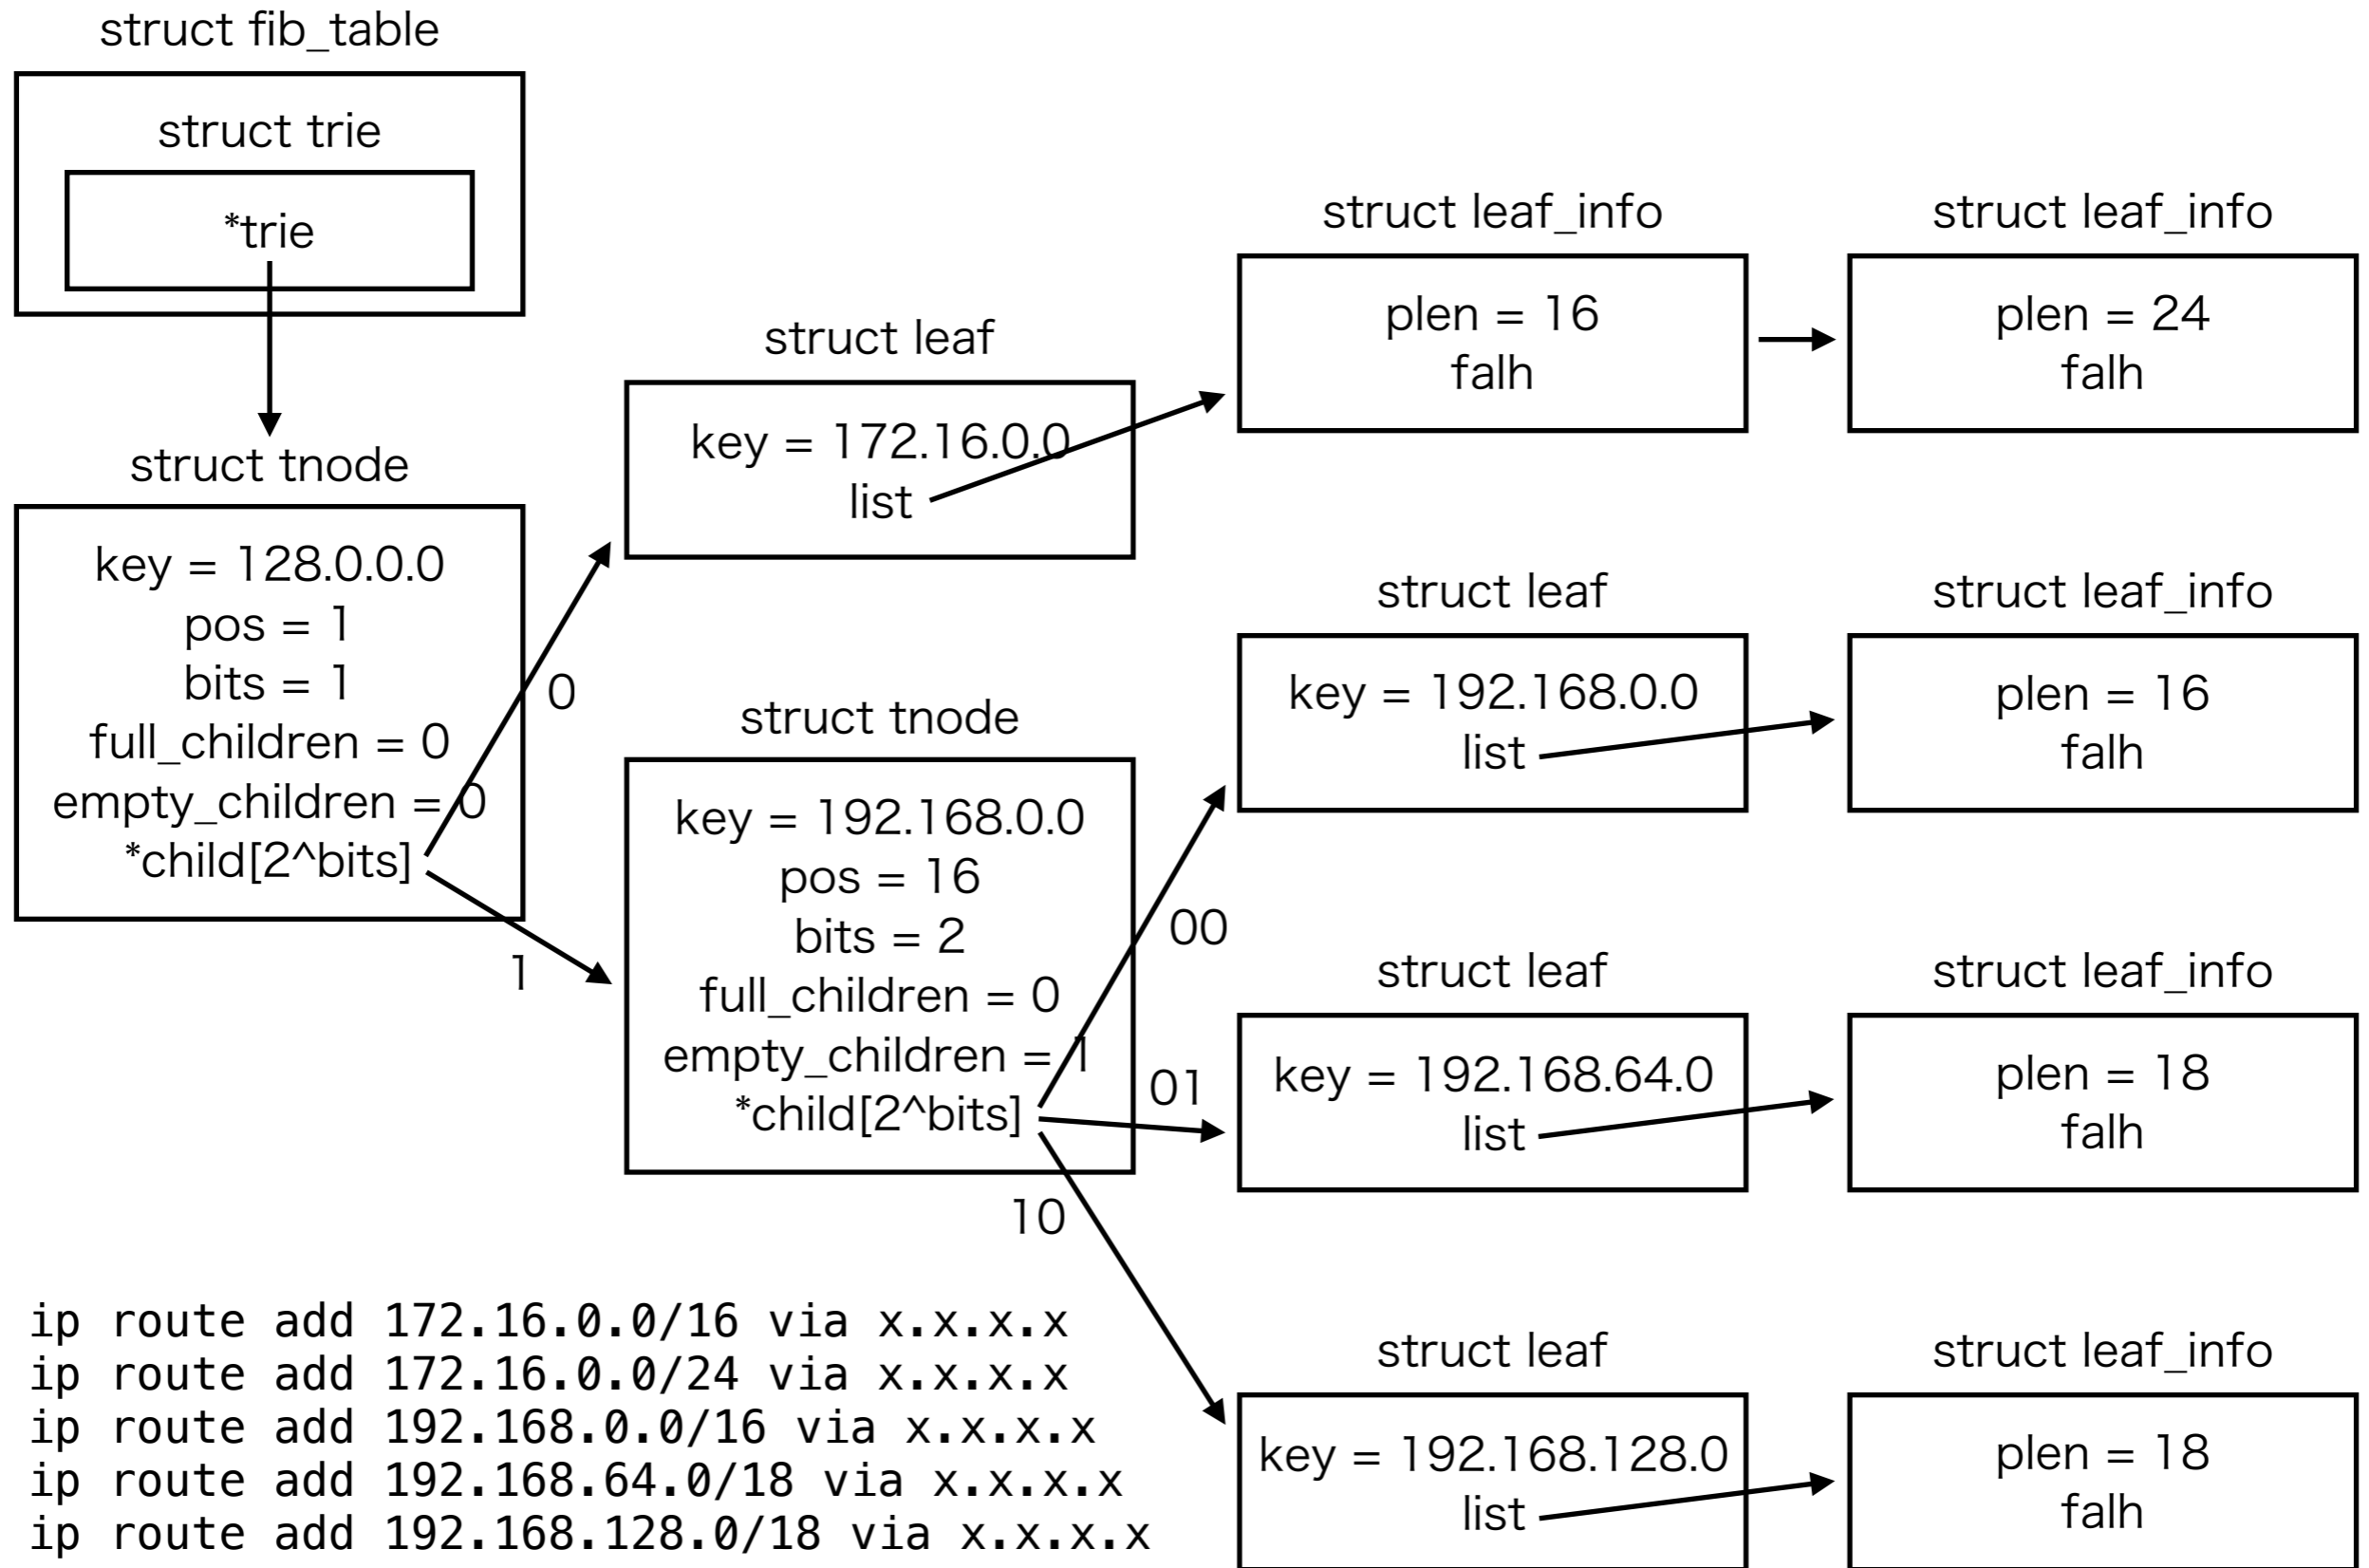 struct fib_table
struct trie
*trie
struct tnode
key = 128.0.0.0
pos = 1
bits = 1
full_children = 0
empty_children = 0
*child[2^bits]
0
1
struct leaf
key = 172.16.0.0
list
struct leaf_info
plen = 16
falh
struct leaf_info
plen = 24
falh
struct tnode
key = 192.168.0.0
pos = 16
bits = 2
full_children = 0
empty_children = 1
*child[2^bits]
00
01
10
struct leaf
key = 192.168.0.0
list
struct leaf_info
plen = 16
falh
struct leaf
key = 192.168.64.0
list
struct leaf_info
plen = 18
falh
struct leaf
key = 192.168.128.0
list
struct leaf_info
plen = 18
falh
ip route add 172.16.0.0/16 via x.x.x.x
ip route add 172.16.0.0/24 via x.x.x.x
ip route add 192.168.0.0/16 via x.x.x.x
ip route add 192.168.64.0/18 via x.x.x.x
ip route add 192.168.128.0/18 via x.x.x.x